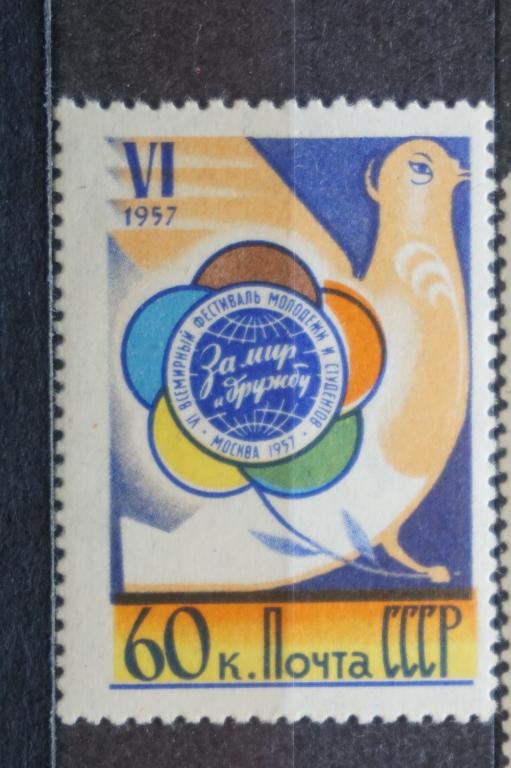 VI
1957
VI ВСЕМИРНЫЙ ФЕСТИВАЛЬ МОЛОДЕЖИ И СТУДЕНТОВ
За мир
и дружбу
· МОСКВА 1957 ·
60 к. Почта СССР